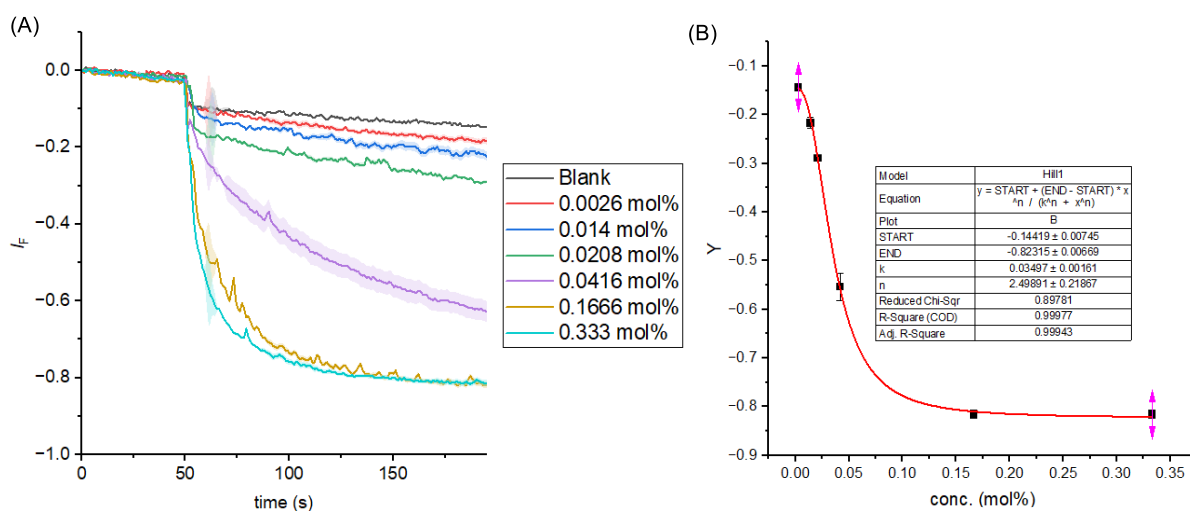 (A)
0.0
−0.2
−0.4
−0.6
−0.8
−1.0
I_F
0
50
100
150
time (s)
Blank
0.0026 mol%
0.014 mol%
0.0208 mol%
0.0416 mol%
0.1666 mol%
0.333 mol%
(B)
−0.1
−0.2
−0.3
−0.4
−0.5
−0.6
−0.7
−0.8
−0.9
Y
0.00
0.05
0.10
0.15
0.20
0.25
0.30
0.35
conc. (mol%)
Model Hill1
Equation y = START + (END - START) * x
^n / (k^n + x^n)
Plot B
START -0.14419 ± 0.00745
END -0.82315 ± 0.00669
k 0.03497 ± 0.00161
n 2.49891 ± 0.21867
Reduced Chi-Sqr 0.89781
R-Square (COD) 0.99977
Adj. R-Square 0.99943